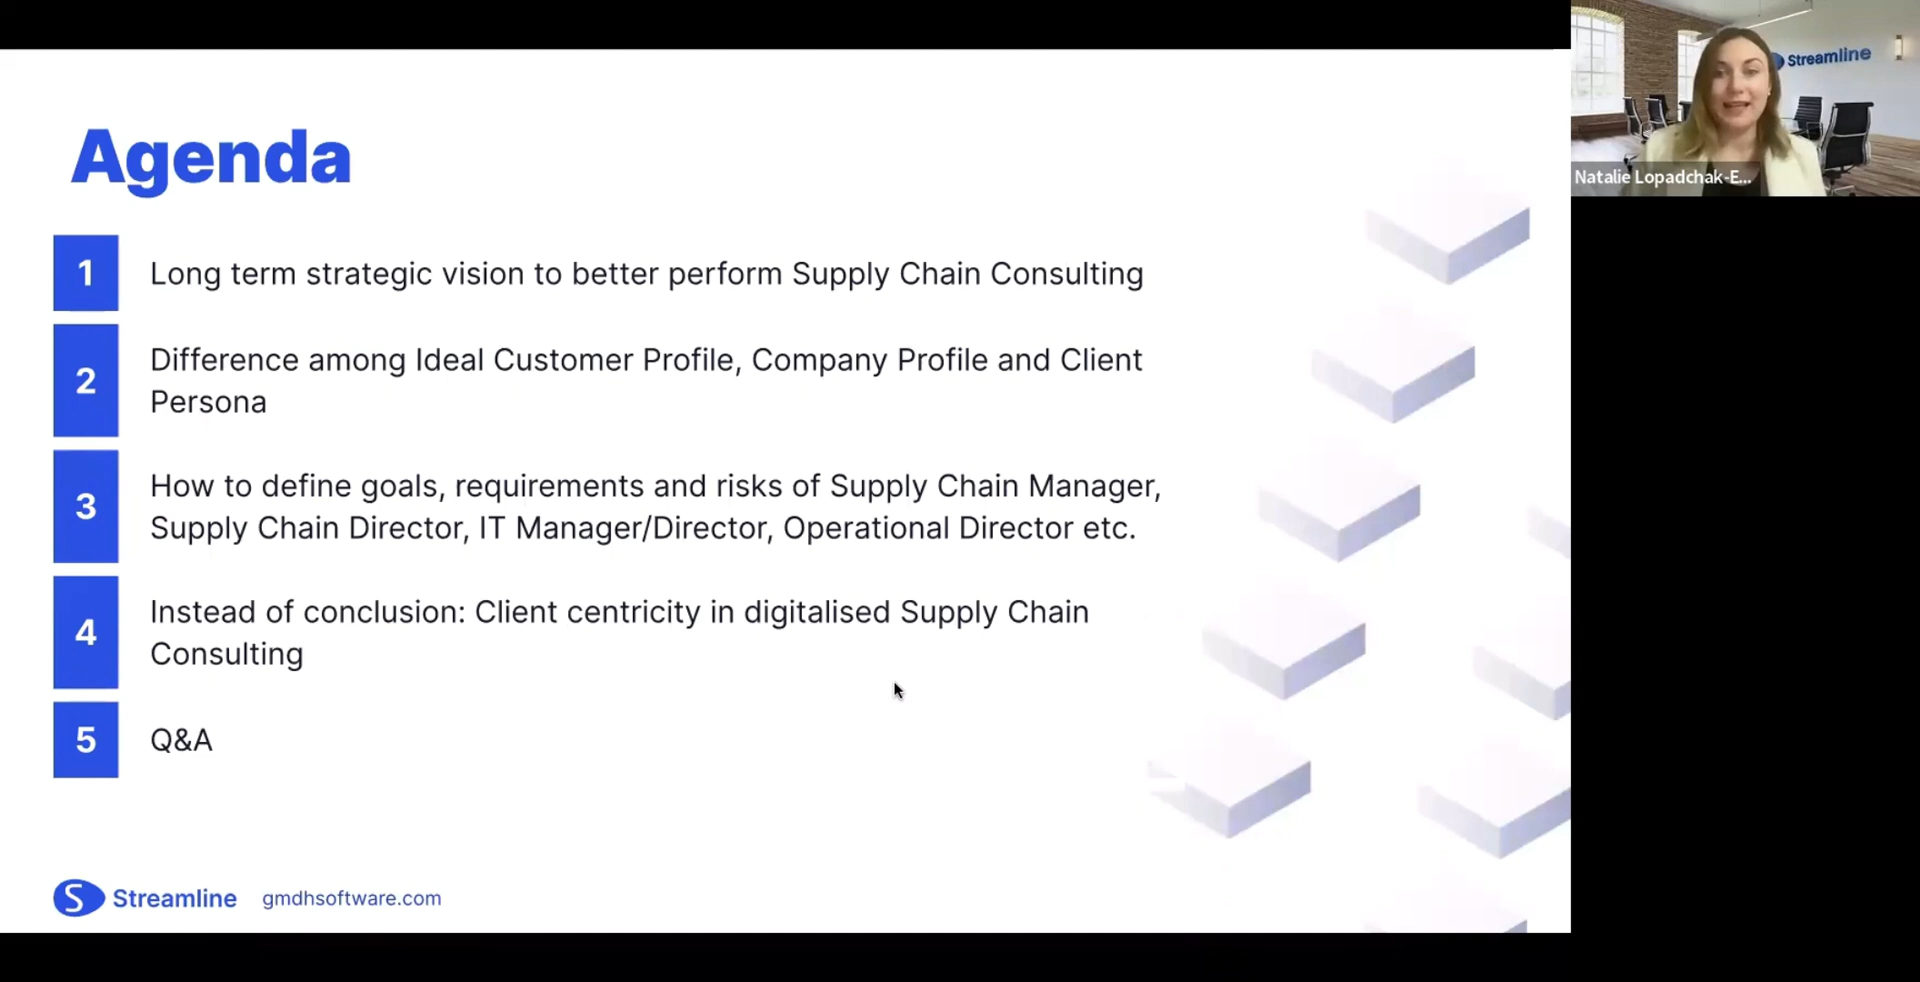 Agenda
1
Long term strategic vision to better perform Supply Chain Consulting
2
Difference among Ideal Customer Profile, Company Profile and Client
Persona
3
How to define goals, requirements and risks of Supply Chain Manager,
Supply Chain Director, IT Manager/Director, Operational Director etc.
4
Instead of conclusion: Client centricity in digitalised Supply Chain
Consulting
5
Q&A
Streamline gmdhsoftware.com
Streamline
Natalie Lopadchak-E...